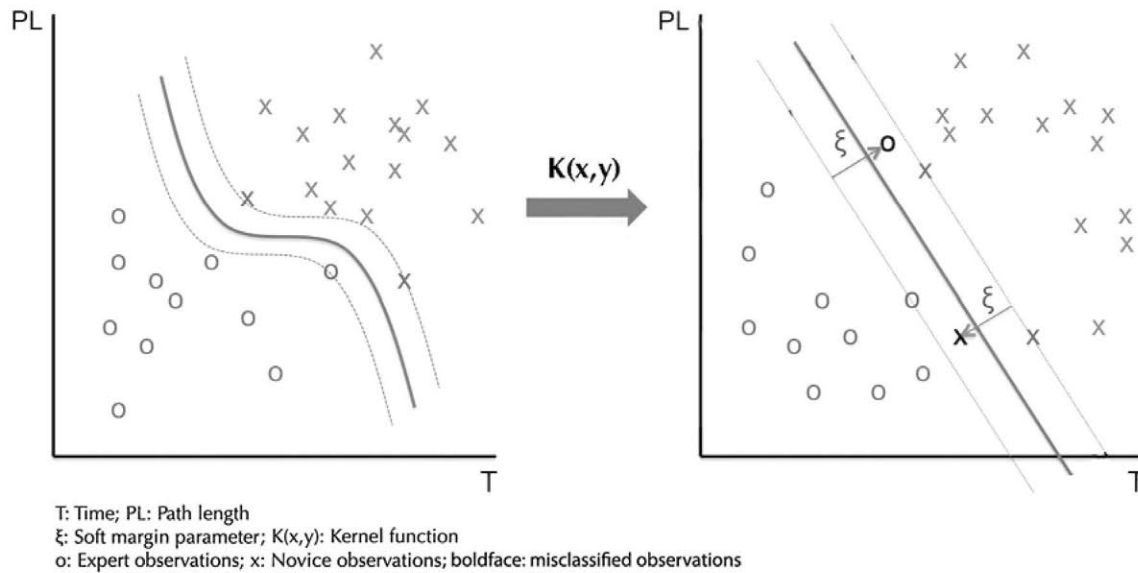 PL
PL
K(x,y)
ξ
ξ
T
T
T: Time; PL: Path length
ξ: Soft margin parameter; K(x,y): Kernel function
o: Expert observations; x: Novice observations; boldface: misclassified observations